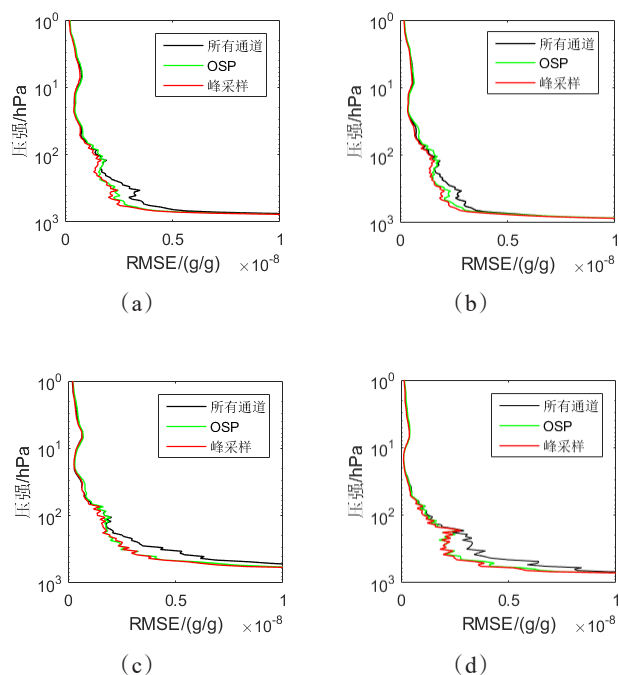 10^0
10^1
10^2
10^3
压强/hPa
所有通道
OSP
峰采样
0 0.5 1
RMSE/(g/g) ×10^-8
（a）
10^0
10^1
10^2
10^3
压强/hPa
所有通道
OSP
峰采样
0 0.5 1
RMSE/(g/g) ×10^-8
（b）
10^0
10^1
10^2
10^3
压强/hPa
所有通道
OSP
峰采样
0 0.5 1
RMSE/(g/g) ×10^-8
（c）
10^0
10^1
10^2
10^3
压强/hPa
所有通道
OSP
峰采样
0 0.5 1
RMSE/(g/g) ×10^-8
（d）